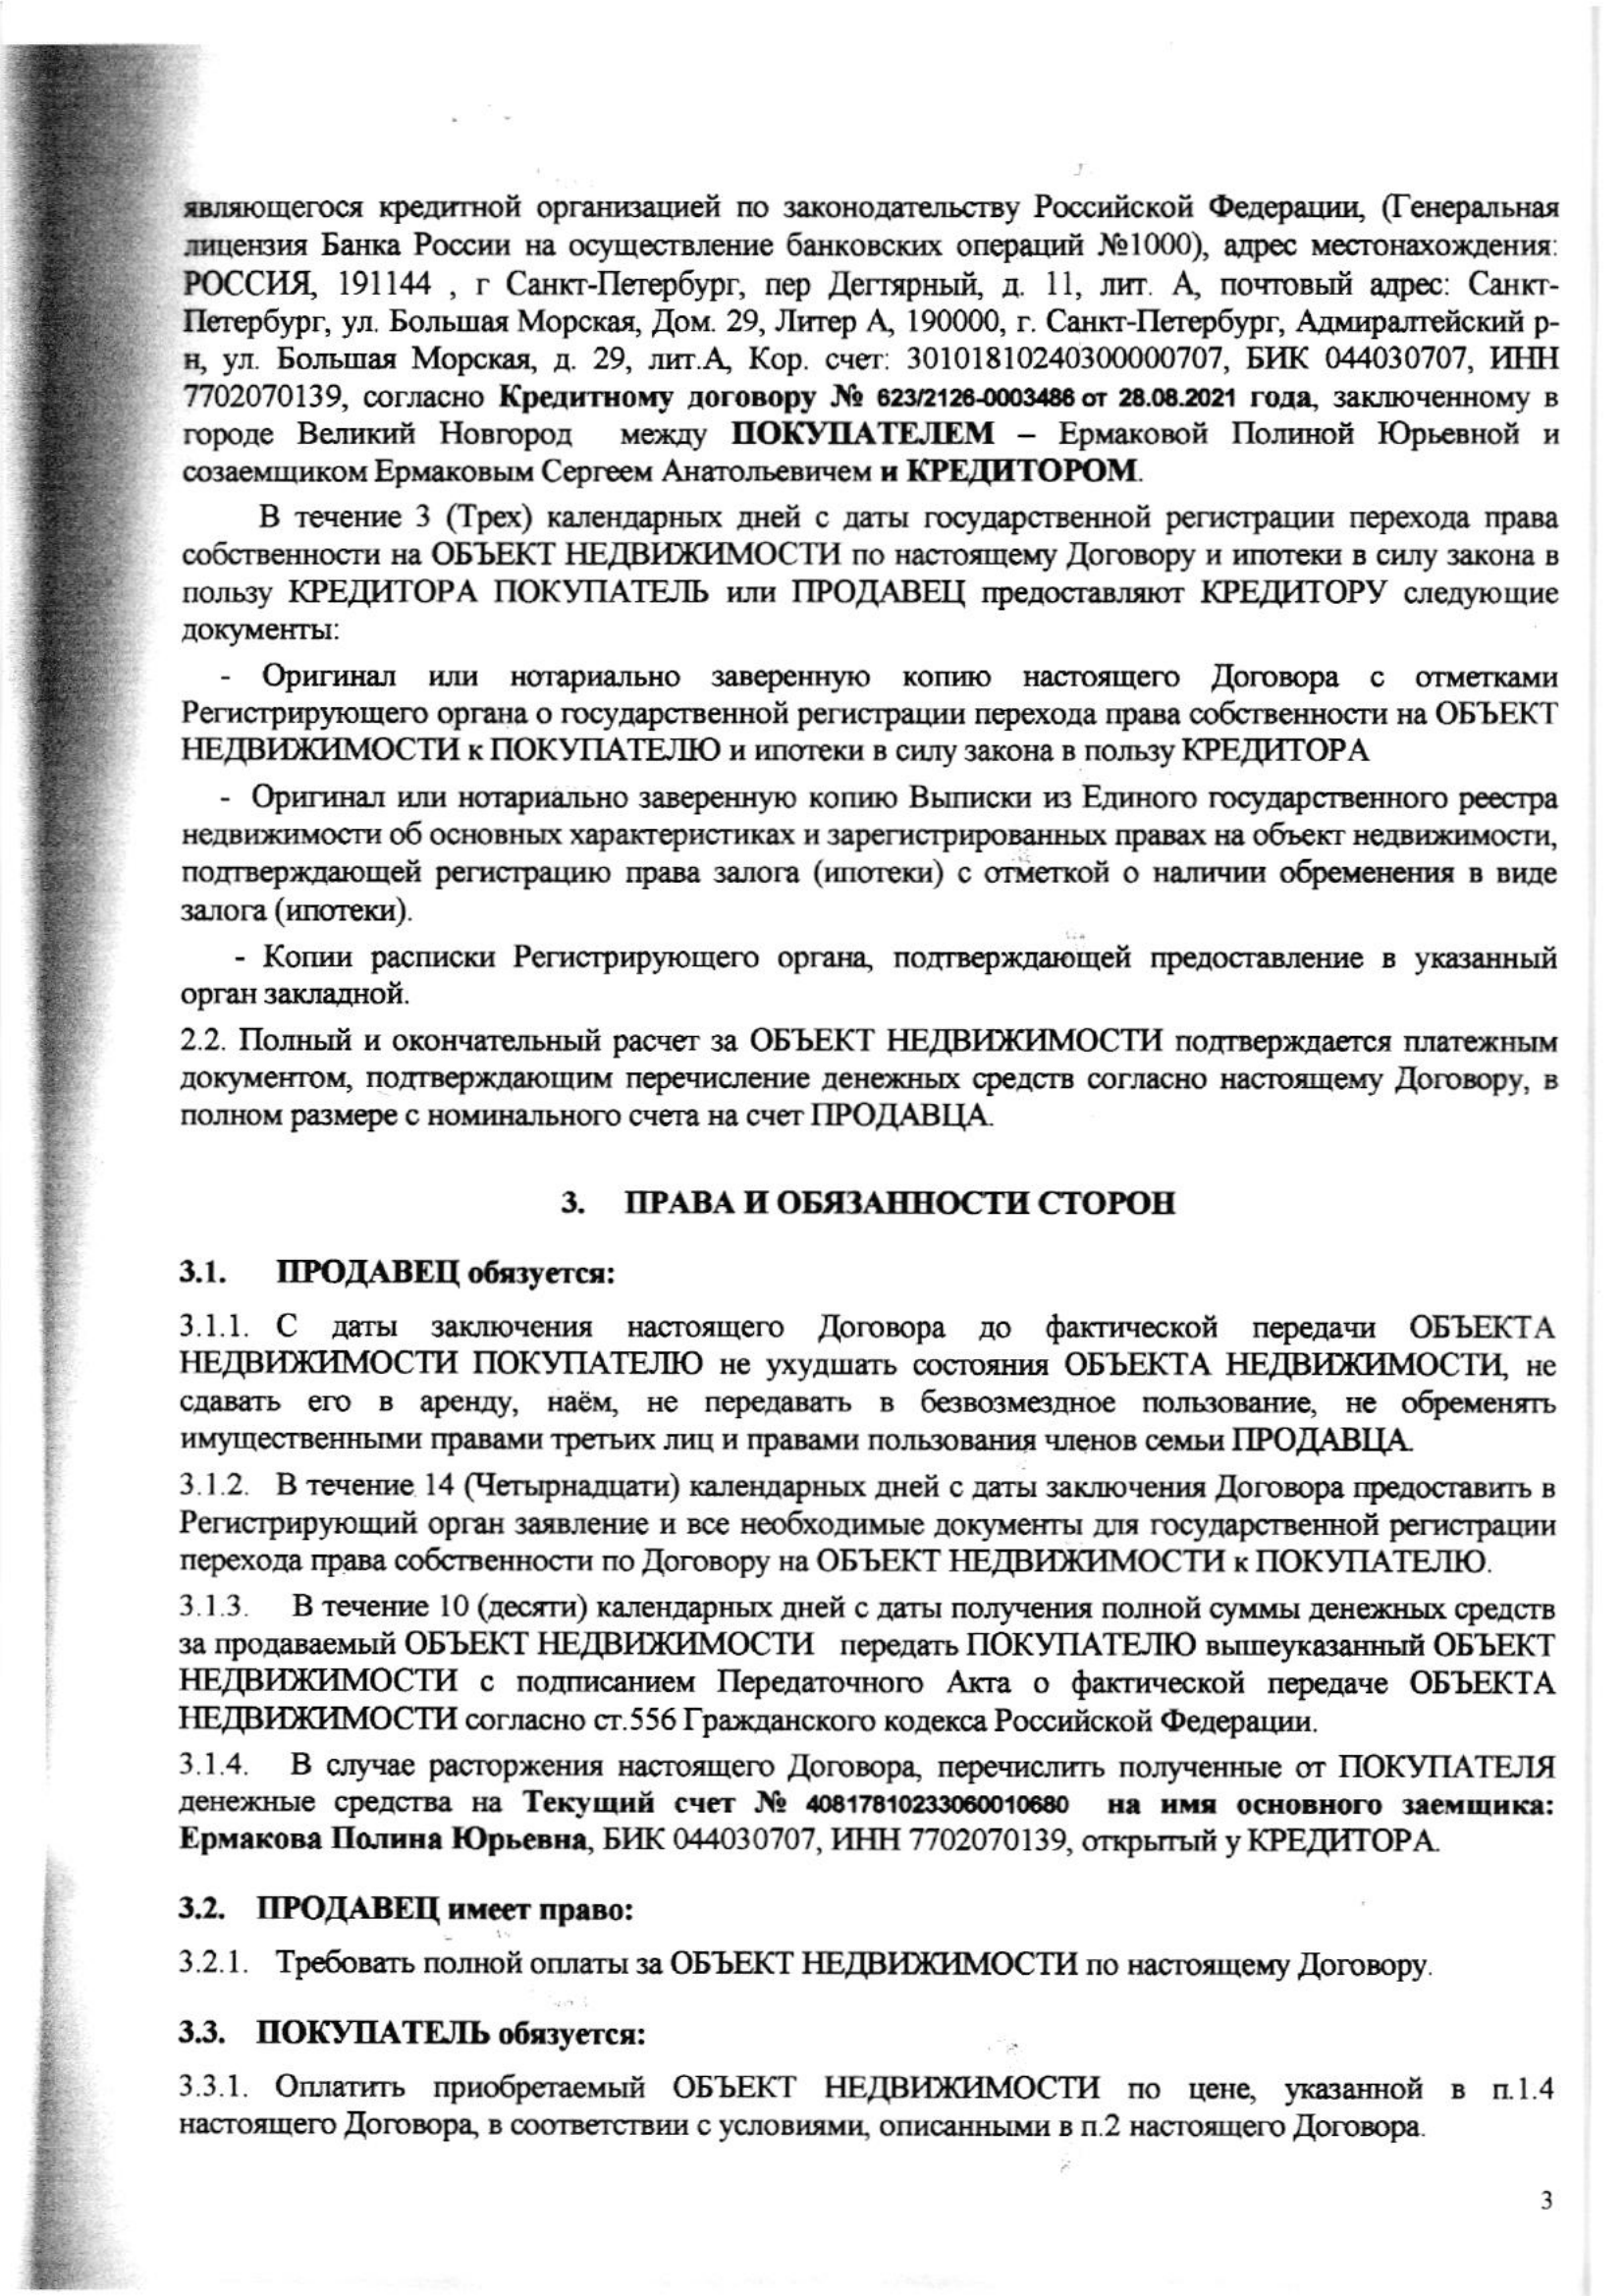 являющегося кредитной организацией по законодательству Российской Федерации, (Генеральная
лицензия Банка России на осуществление банковских операций №1000), адрес местонахождения:
РОССИЯ, 191144 , г Санкт-Петербург, пер Дегтярный, д. 11, лит. А, почтовый адрес: Санкт-
Петербург, ул. Большая Морская, Дом. 29, Литер А, 190000, г. Санкт-Петербург, Адмиралтейский р-
н, ул. Большая Морская, д. 29, лит.А, Кор. счет: 30101810240300000707, БИК 044030707, ИНН
7702070139, согласно Кредитному договору № 623/2126-0003486 от 28.08.2021 года, заключенному в
городе Великий Новгород между ПОКУПАТЕЛЕМ – Ермаковой Полиной Юрьевной и
созаемщиком Ермаковым Сергеем Анатольевичем и КРЕДИТОРОМ.
В течение 3 (Трех) календарных дней с даты государственной регистрации перехода права
собственности на ОБЪЕКТ НЕДВИЖИМОСТИ по настоящему Договору и ипотеки в силу закона в
пользу КРЕДИТОРА ПОКУПАТЕЛЬ или ПРОДАВЕЦ предоставляют КРЕДИТОРУ следующие
документы:
- Оригинал или нотариально заверенную копию настоящего Договора с отметками
Регистрирующего органа о государственной регистрации перехода права собственности на ОБЪЕКТ
НЕДВИЖИМОСТИ к ПОКУПАТЕЛЮ и ипотеки в силу закона в пользу КРЕДИТОРА
- Оригинал или нотариально заверенную копию Выписки из Единого государственного реестра
недвижимости об основных характеристиках и зарегистрированных правах на объект недвижимости,
подтверждающей регистрацию права залога (ипотеки) с отметкой о наличии обременения в виде
залога (ипотеки).
- Копии расписки Регистрирующего органа, подтверждающей предоставление в указанный
орган закладной.
2.2. Полный и окончательный расчет за ОБЪЕКТ НЕДВИЖИМОСТИ подтверждается платежным
документом, подтверждающим перечисление денежных средств согласно настоящему Договору, в
полном размере с номинального счета на счет ПРОДАВЦА.
3. ПРАВА И ОБЯЗАННОСТИ СТОРОН
3.1. ПРОДАВЕЦ обязуется:
3.1.1. С даты заключения настоящего Договора до фактической передачи ОБЪЕКТА
НЕДВИЖИМОСТИ ПОКУПАТЕЛЮ не ухудшать состояния ОБЪЕКТА НЕДВИЖИМОСТИ, не
сдавать его в аренду, наём, не передавать в безвозмездное пользование, не обременять
имущественными правами третьих лиц и правами пользования членов семьи ПРОДАВЦА.
3.1.2. В течение 14 (Четырнадцати) календарных дней с даты заключения Договора предоставить в
Регистрирующий орган заявление и все необходимые документы для государственной регистрации
перехода права собственности по Договору на ОБЪЕКТ НЕДВИЖИМОСТИ к ПОКУПАТЕЛЮ.
3.1.3. В течение 10 (десяти) календарных дней с даты получения полной суммы денежных средств
за продаваемый ОБЪЕКТ НЕДВИЖИМОСТИ передать ПОКУПАТЕЛЮ вышеуказанный ОБЪЕКТ
НЕДВИЖИМОСТИ с подписанием Передаточного Акта о фактической передаче ОБЪЕКТА
НЕДВИЖИМОСТИ согласно ст.556 Гражданского кодекса Российской Федерации.
3.1.4. В случае расторжения настоящего Договора, перечислить полученные от ПОКУПАТЕЛЯ
денежные средства на Текущий счет № 40817810233060010680 на имя основного заемщика:
Ермакова Полина Юрьевна, БИК 044030707, ИНН 7702070139, открытый у КРЕДИТОРА.
3.2. ПРОДАВЕЦ имеет право:
3.2.1. Требовать полной оплаты за ОБЪЕКТ НЕДВИЖИМОСТИ по настоящему Договору.
3.3. ПОКУПАТЕЛЬ обязуется:
3.3.1. Оплатить приобретаемый ОБЪЕКТ НЕДВИЖИМОСТИ по цене, указанной в п.1.4
настоящего Договора, в соответствии с условиями, описанными в п.2 настоящего Договора.
3